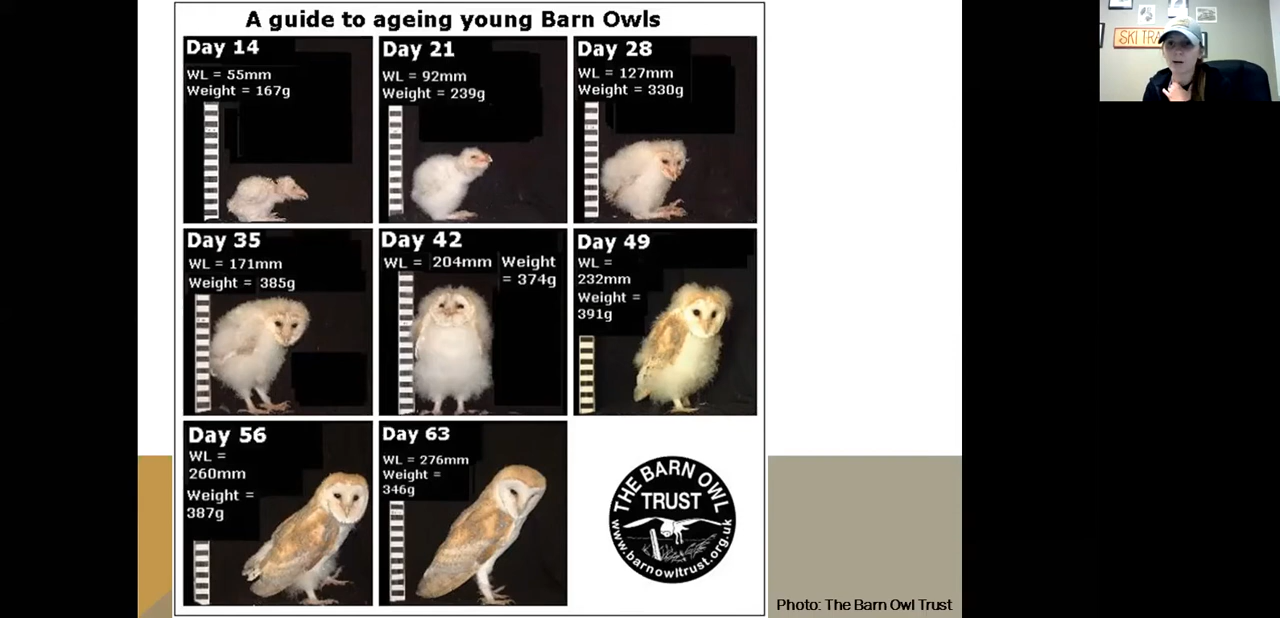 A guide to ageing young Barn Owls
Day 14
WL = 55mm
Weight = 167g
Day 21
WL = 92mm
Weight = 239g
Day 28
WL = 127mm
Weight = 330g
Day 35
WL = 171mm
Weight = 385g
Day 42
WL = 204mm Weight
= 374g
Day 49
WL =
232mm
Weight =
391g
Day 56
WL =
260mm
Weight =
387g
Day 63
WL = 276mm
Weight =
346g
THE BARN OWL
TRUST
www.barnowltrust.org.uk
Photo: The Barn Owl Trust
SKI TRA